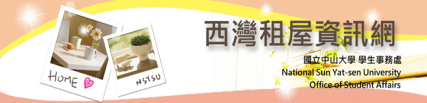 西灣租屋資訊網
國立中山大學 學生事務處
National Sun Yat-sen University
Office of Student Affairs
HOME
NSYSU